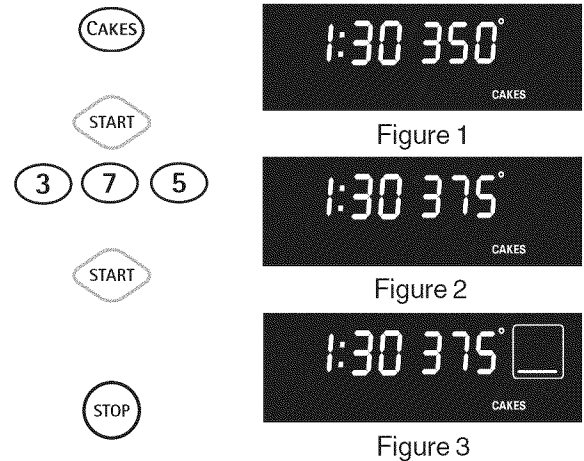 CAKES
1:30 350°
CAKES
START
Figure 1
3 7 5
1:30 375°
CAKES
START
Figure 2
1:30 375°
CAKES
STOP
Figure 3